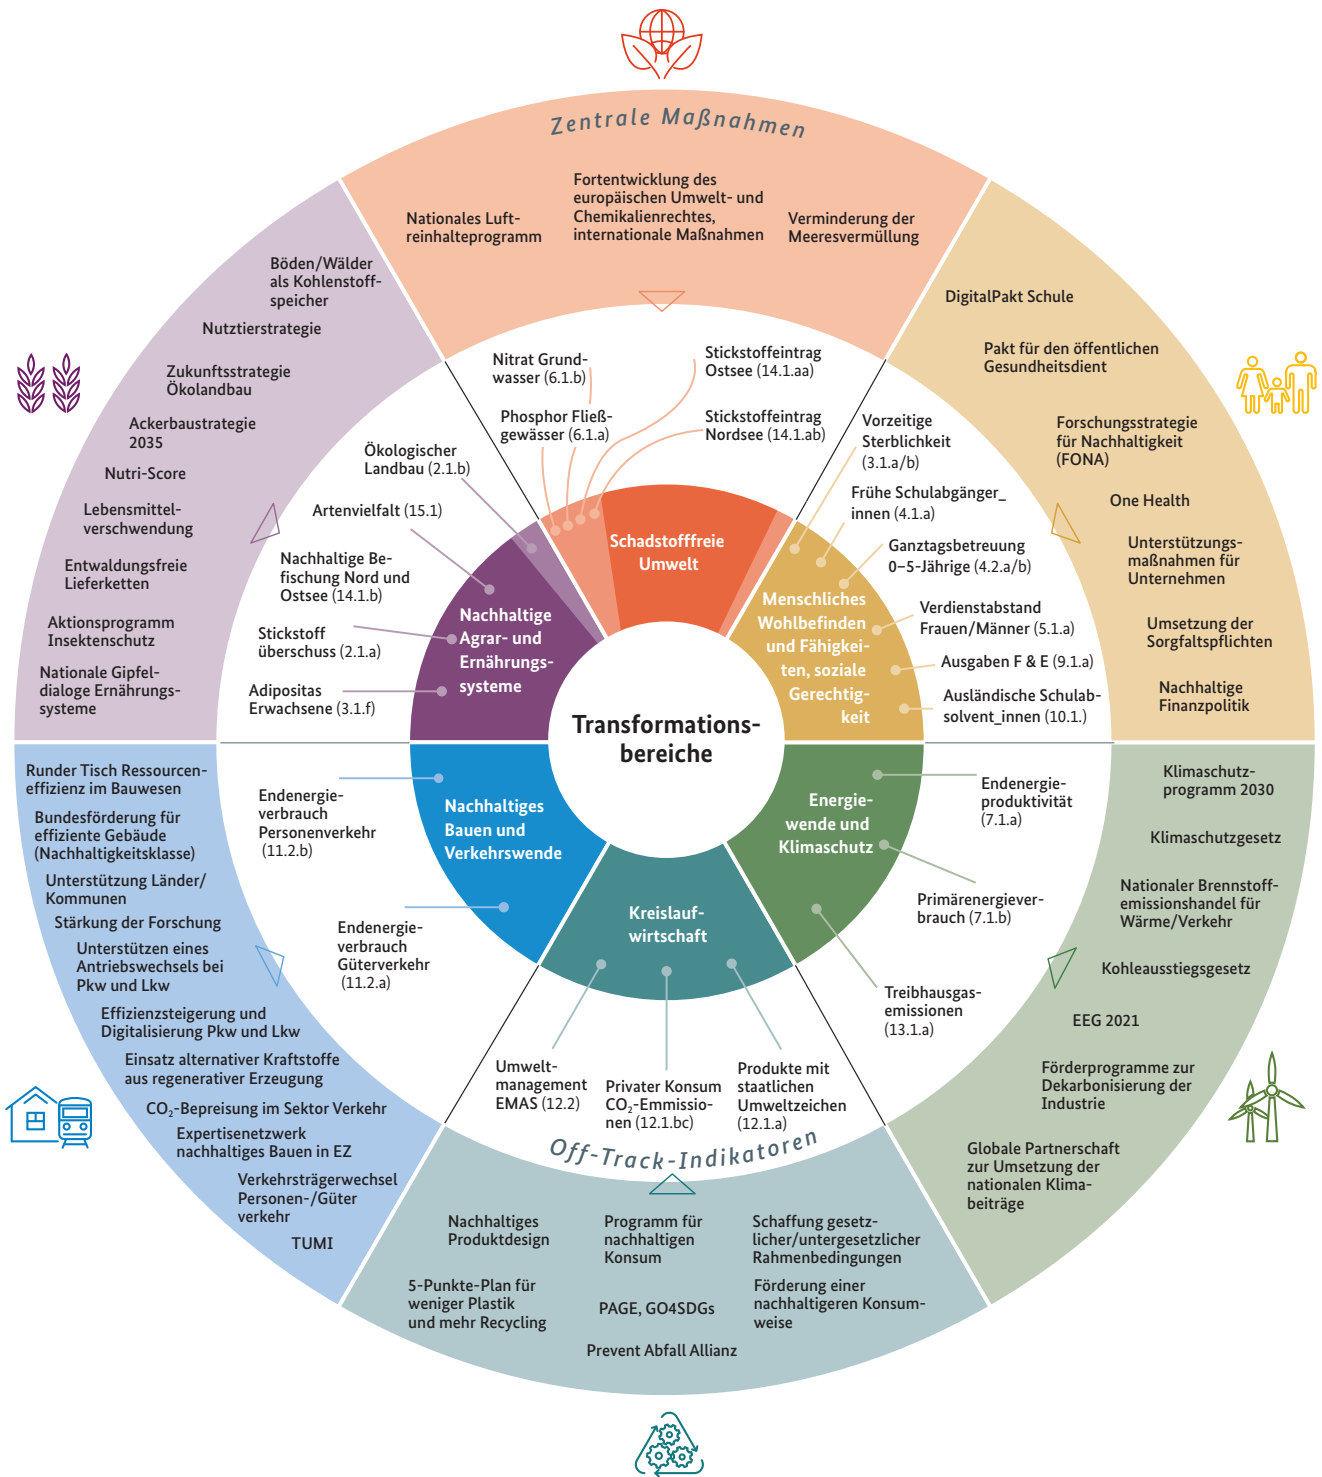 Zentrale Maßnahmen
Nationales Luft-
reinhalteprogramm
Fortentwicklung des
europäischen Umwelt- und
Chemikalienrechtes,
internationale Maßnahmen
Verminderung der
Meeresvermüllung
DigitalPakt Schule
Pakt für den öffentlichen
Gesundheitsdient
Forschungsstrategie
für Nachhaltigkeit
(FONA)
One Health
Unterstützungs-
maßnahmen für
Unternehmen
Umsetzung der
Sorgfaltspflichten
Nachhaltige
Finanzpolitik
Klimaschutz-
programm 2030
Klimaschutzgesetz
Nationaler Brennstoff-
emissionshandel für
Wärme/Verkehr
Kohleausstiegsgesetz
EEG 2021
Förderprogramme zur
Dekarbonisierung der
Industrie
Globale Partnerschaft
zur Umsetzung der
nationalen Klima-
beiträge
Schaffung gesetz-
licher/untergesetzlicher
Rahmenbedingungen
Förderung einer
nachhaltigeren Konsum-
weise
Programm für
nachhaltigen
Konsum
PAGE, GO4SDGs
Prevent Abfall Allianz
Nachhaltiges
Produktdesign
5-Punkte-Plan für
weniger Plastik
und mehr Recycling
Runder Tisch Ressourcen-
effizienz im Bauwesen
Bundesförderung für
effiziente Gebäude
(Nachhaltigkeitsklasse)
Unterstützung Länder/
Kommunen
Stärkung der Forschung
Unterstützen eines
Antriebswechsels bei
Pkw und Lkw
Effizienzsteigerung und
Digitalisierung Pkw und Lkw
Einsatz alternativer Kraftstoffe
aus regenerativer Erzeugung
CO₂-Bepreisung im Sektor Verkehr
Expertisenetzwerk
nachhaltiges Bauen in EZ
Verkehrsträgerwechsel
Personen-/Güter
verkehr
TUMI
Böden/Wälder
als Kohlenstoff-
speicher
Nutztierstrategie
Zukunftsstrategie
Ökolandbau
Ackerbaustrategie
2035
Nutri-Score
Lebensmittel-
verschwendung
Entwaldungsfreie
Lieferketten
Aktionsprogramm
Insektenschutz
Nationale Gipfel-
dialoge Ernährungs-
systeme
Nitrat Grund-
wasser (6.1.b)
Phosphor Fließ-
gewässer (6.1.a)
Stickstoffeintrag
Ostsee (14.1.aa)
Stickstoffeintrag
Nordsee (14.1.ab)
Vorzeitige
Sterblichkeit
(3.1.a/b)
Frühe Schulabgänger_
innen (4.1.a)
Ganztagsbetreuung
0–5-Jährige (4.2.a/b)
Verdienstabstand
Frauen/Männer (5.1.a)
Ausgaben F & E (9.1.a)
Ausländische Schulab-
solvent_innen (10.1.)
Endenergie-
produktivität
(7.1.a)
Primärenergiever-
brauch (7.1.b)
Treibhausgas-
emissionen
(13.1.a)
Umwelt-
management
EMAS (12.2)
Privater Konsum
CO₂-Emmissio-
nen (12.1.bc)
Produkte mit
staatlichen
Umweltzeichen
(12.1.a)
Off-Track-Indikatoren
Endenergie-
verbrauch
Personenverkehr
(11.2.b)
Endenergie-
verbrauch
Güterverkehr
(11.2.a)
Ökologischer
Landbau (2.1.b)
Artenvielfalt (15.1)
Nachhaltige Be-
fischung Nord und
Ostsee (14.1.b)
Stickstoff
überschuss (2.1.a)
Adipositas
Erwachsene (3.1.f)
Schadstofffreie
Umwelt
Menschliches
Wohlbefinden
und Fähigkei-
ten, soziale
Gerechtig-
keit
Energie-
wende und
Klimaschutz
Kreislauf-
wirtschaft
Nachhaltiges
Bauen und
Verkehrswende
Nachhaltige
Agrar- und
Ernährungs-
systeme
Transformations-
bereiche